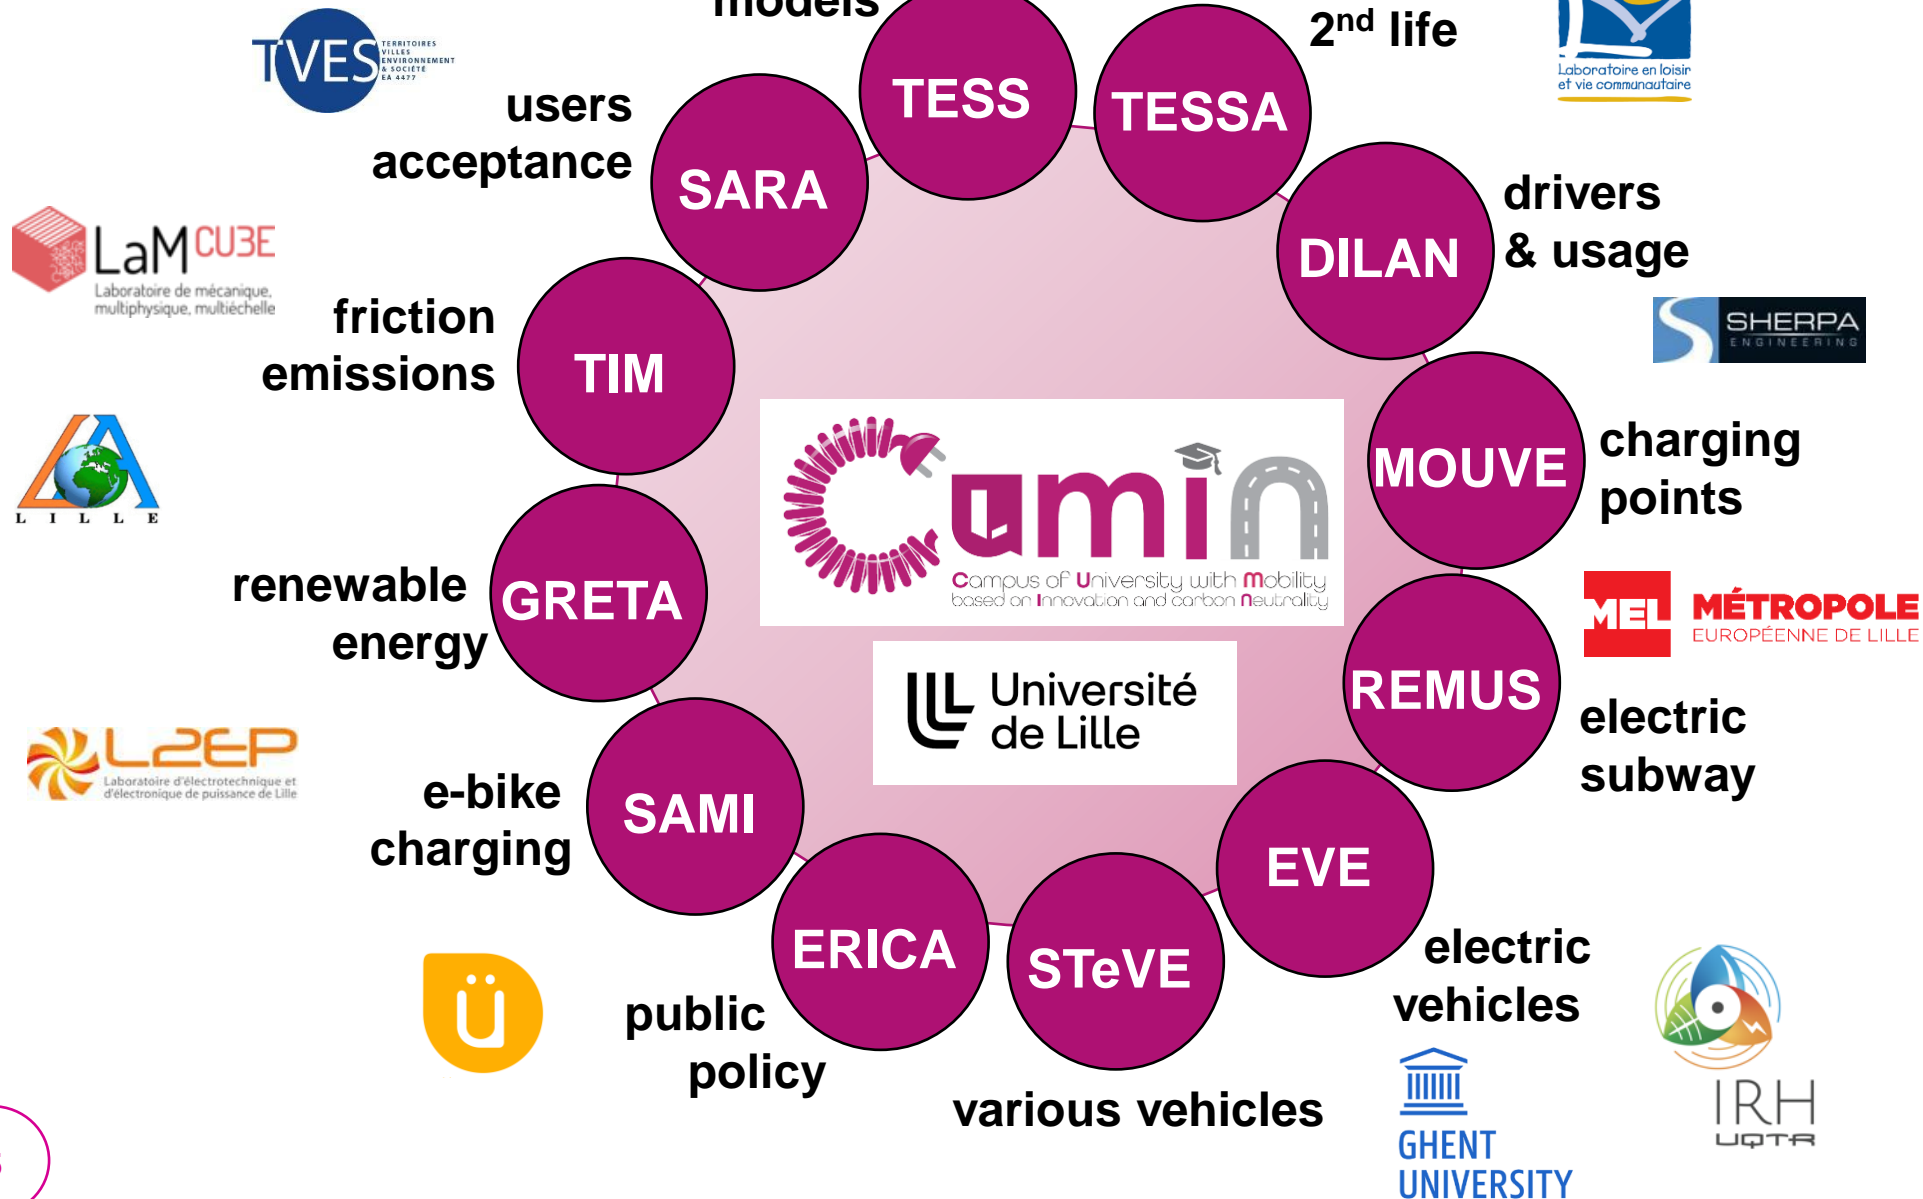 models
2nd life
TVES
TERRITOIRES
VILLES
ENVIRONNEMENT
& SOCIÉTÉ
EA 4477
Laboratoire en loisir
et vie communautaire
TESS
TESSA
users
acceptance
SARA
drivers
& usage
DILAN
LaMCU3E
Laboratoire de mécanique,
multiphysique, multiéchelle
friction
emissions
TIM
SHERPA
ENGINEERING
charging
points
MOUVE
LILLE
Cumin
Campus of University with Mobility
based on Innovation and carbon Neutrality
renewable
energy
GRETA
MEL
MÉTROPOLE
EUROPÉENNE DE LILLE
Université
de Lille
REMUS
electric
subway
L2EP
Laboratoire d'électrotechnique et
d'électronique de puissance de Lille
e-bike
charging
SAMI
EVE
electric
vehicles
ERICA
STeVE
ü
public
policy
various vehicles
GHENT
UNIVERSITY
IRH
UQTR